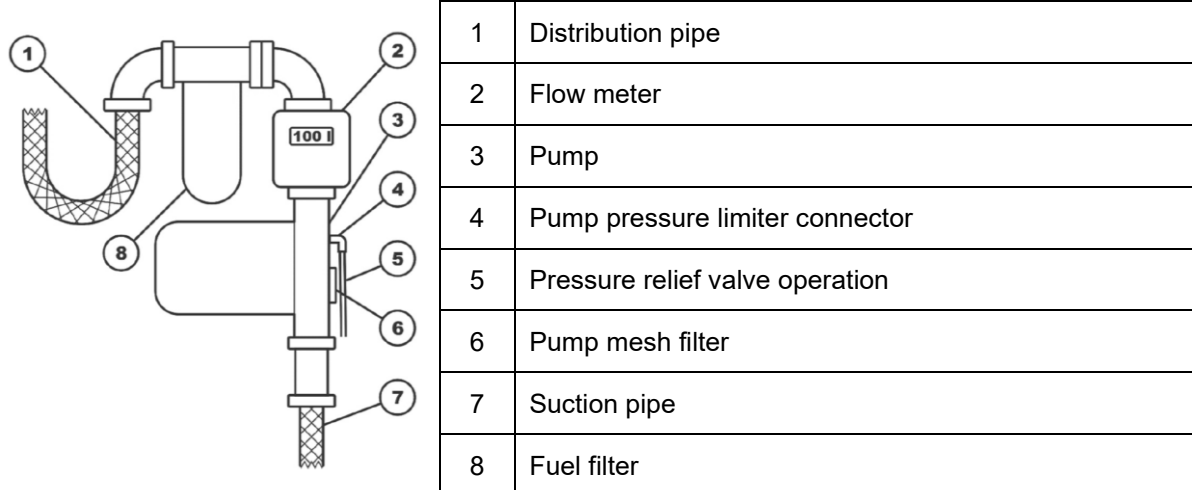 1
2
100 l
3
4
8
5
6
7
1 Distribution pipe
2 Flow meter
3 Pump
4 Pump pressure limiter connector
5 Pressure relief valve operation
6 Pump mesh filter
7 Suction pipe
8 Fuel filter